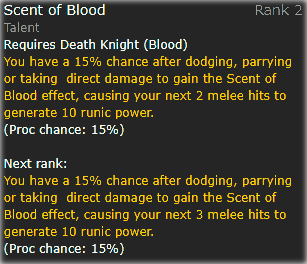 Scent of Blood Rank 2
Talent
Requires Death Knight (Blood)
You have a 15% chance after dodging, parrying
or taking  direct damage to gain the Scent of
Blood effect, causing your next 2 melee hits to
generate 10 runic power.
(Proc chance: 15%)
Next rank:
You have a 15% chance after dodging, parrying
or taking  direct damage to gain the Scent of
Blood effect, causing your next 3 melee hits to
generate 10 runic power.
(Proc chance: 15%)